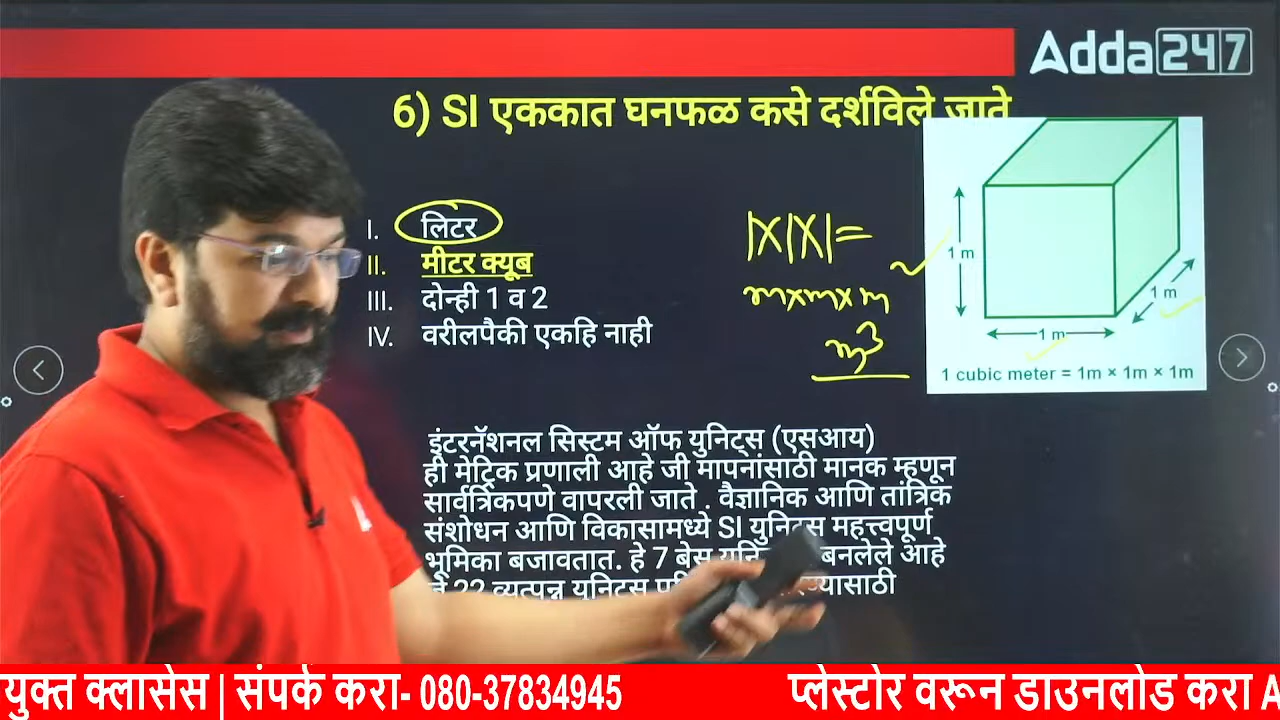 Adda247
6) SI एककात घनफळ कसे दर्शविले जाते
I. लिटर
II. मीटर क्यूब
III. दोन्ही 1 व 2
IV. वरीलपैकी एकहि नाही
1X1X1=
mxmxm
m³
1 m
1 m
1 m
1 cubic meter = 1m × 1m × 1m
इंटरनॅशनल सिस्टम ऑफ युनिट्स (एसआय)
ही मेट्रिक प्रणाली आहे जी मापनांसाठी मानक म्हणून
सार्वत्रिकपणे वापरली जाते . वैज्ञानिक आणि तांत्रिक
संशोधन आणि विकासामध्ये SI युनिट्स महत्त्वपूर्ण
भूमिका बजावतात. हे 7 बेस बनलेले आहे
22 व्युत्पन्न युनिट्स
युक्त क्लासेस | संपर्क करा- 080-37834945 प्लेस्टोर वरून डाउनलोड करा A